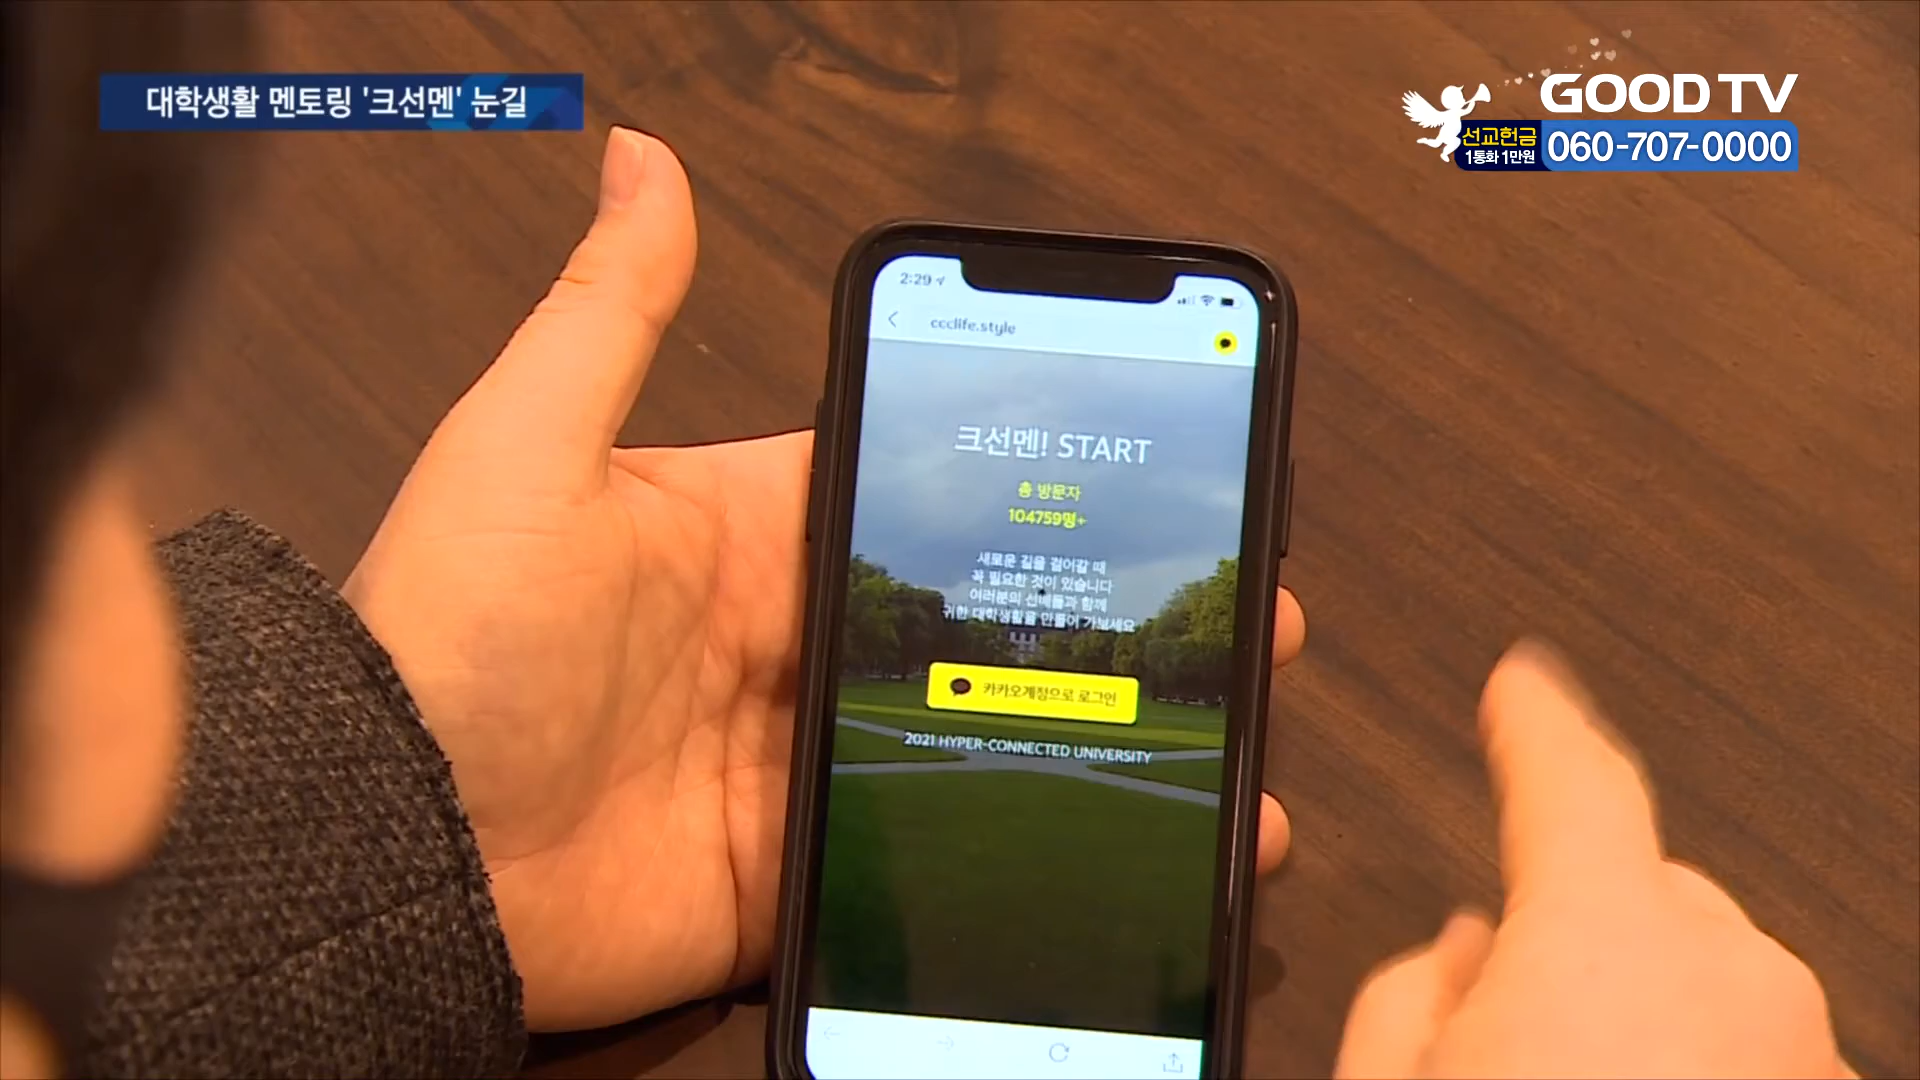 대학생활 멘토링 '크선멘' 눈길
GOODTV
선교헌금
1통화 1만원
060-707-0000
2:29
ccclife.style
크선멘! START
총 방문자
104759명+
새로운 길을 걸어갈 때
꼭 필요한 것이 있습니다
여러분의 선배들과 함께
귀한 대학생활을 만들어 가보세요
카카오계정으로 로그인
2021 HYPER-CONNECTED UNIVERSITY